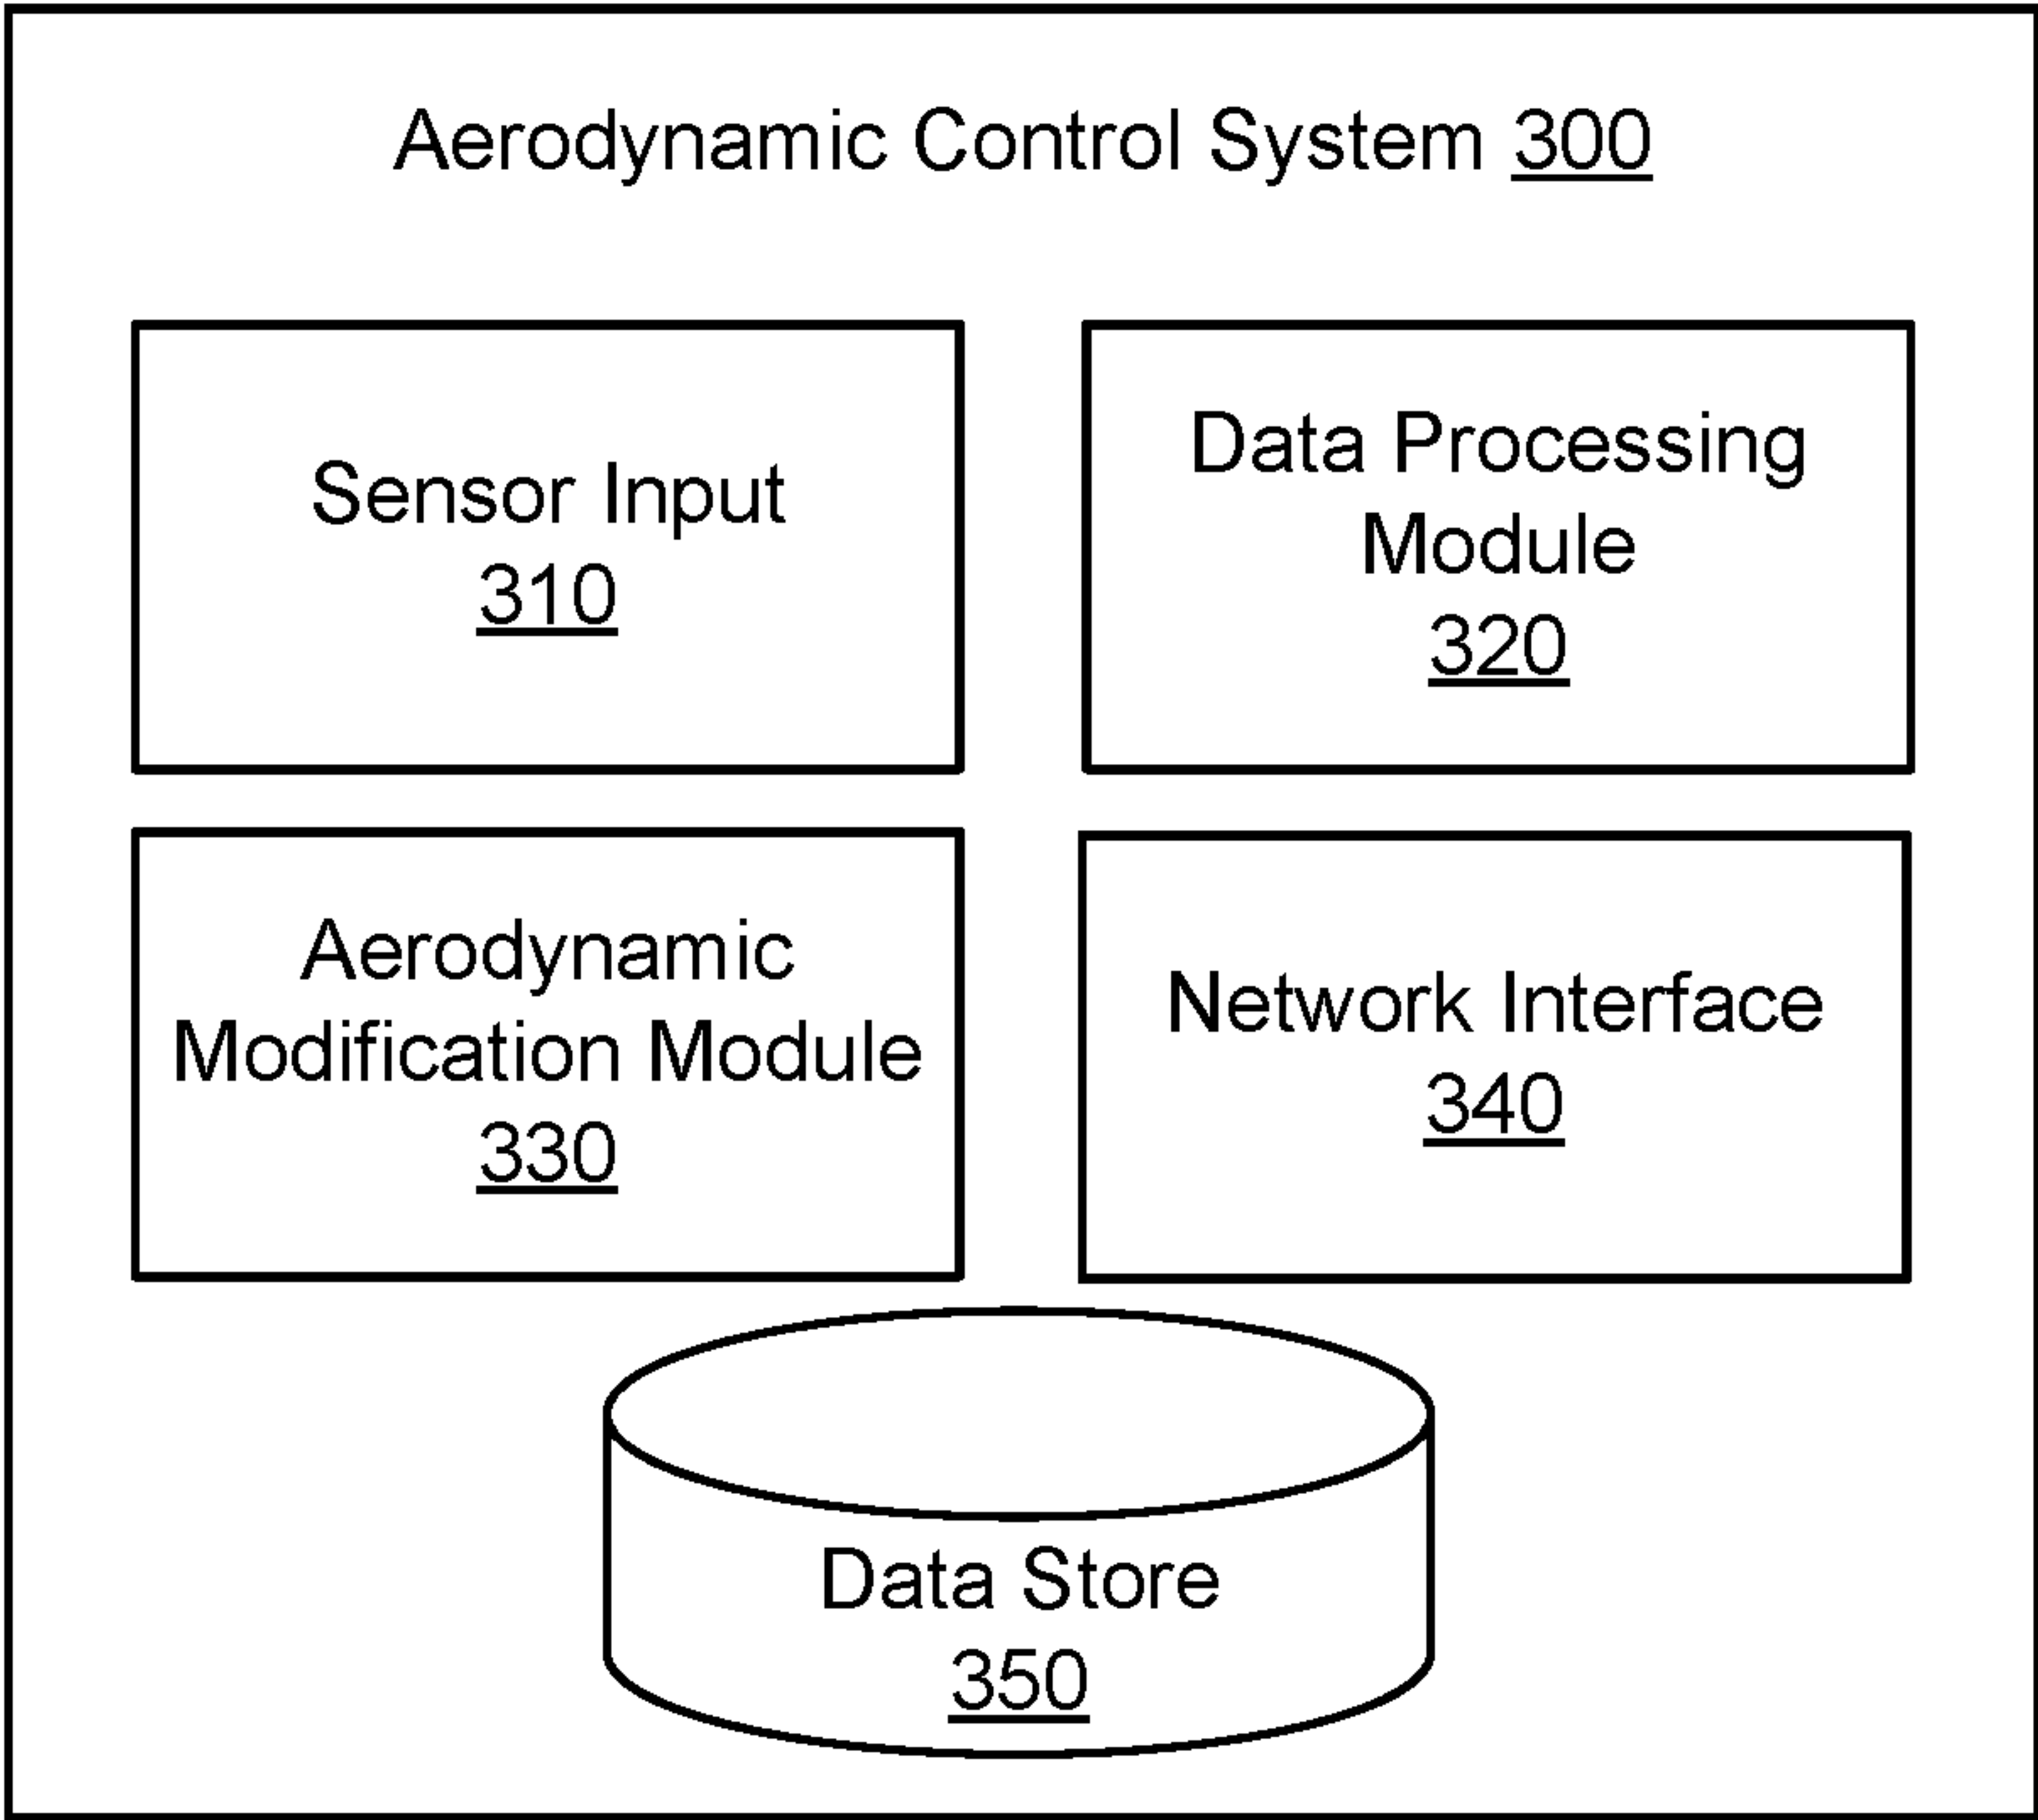 Aerodynamic Control System 300
Sensor Input
310
Data Processing
Module
320
Aerodynamic
Modification Module
330
Network Interface
340
Data Store
350